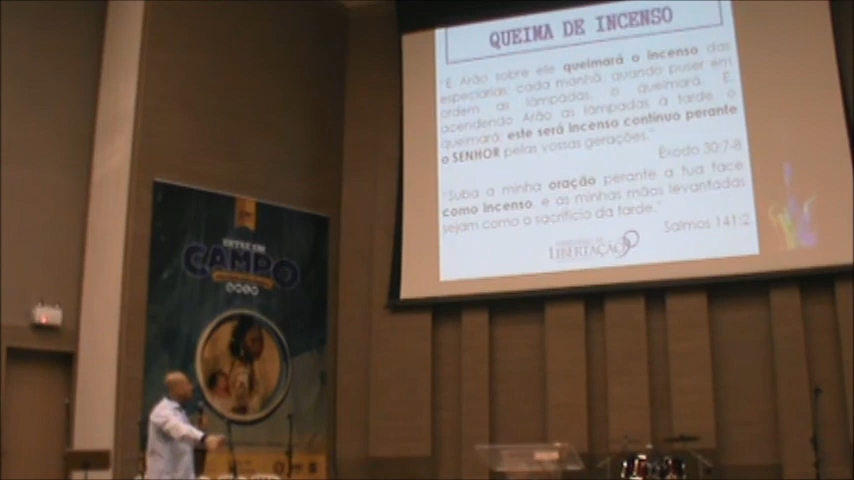 QUEIMA DE INCENSO
"E Arão sobre ele queimará o incenso das
especiarias; cada manhã, quando puser em
ordem as lâmpadas, o queimará. E,
acendendo Arão as lâmpadas à tarde, o
queimará; este será incenso contínuo perante
o SENHOR pelas vossas gerações."
Êxodo 30:7-8
"Suba a minha oração perante a tua face
como incenso, e as minhas mãos levantadas
sejam como o sacrifício da tarde."
Salmos 141:2
LIBERTAÇÃO
ENTRE EM
CAMPO